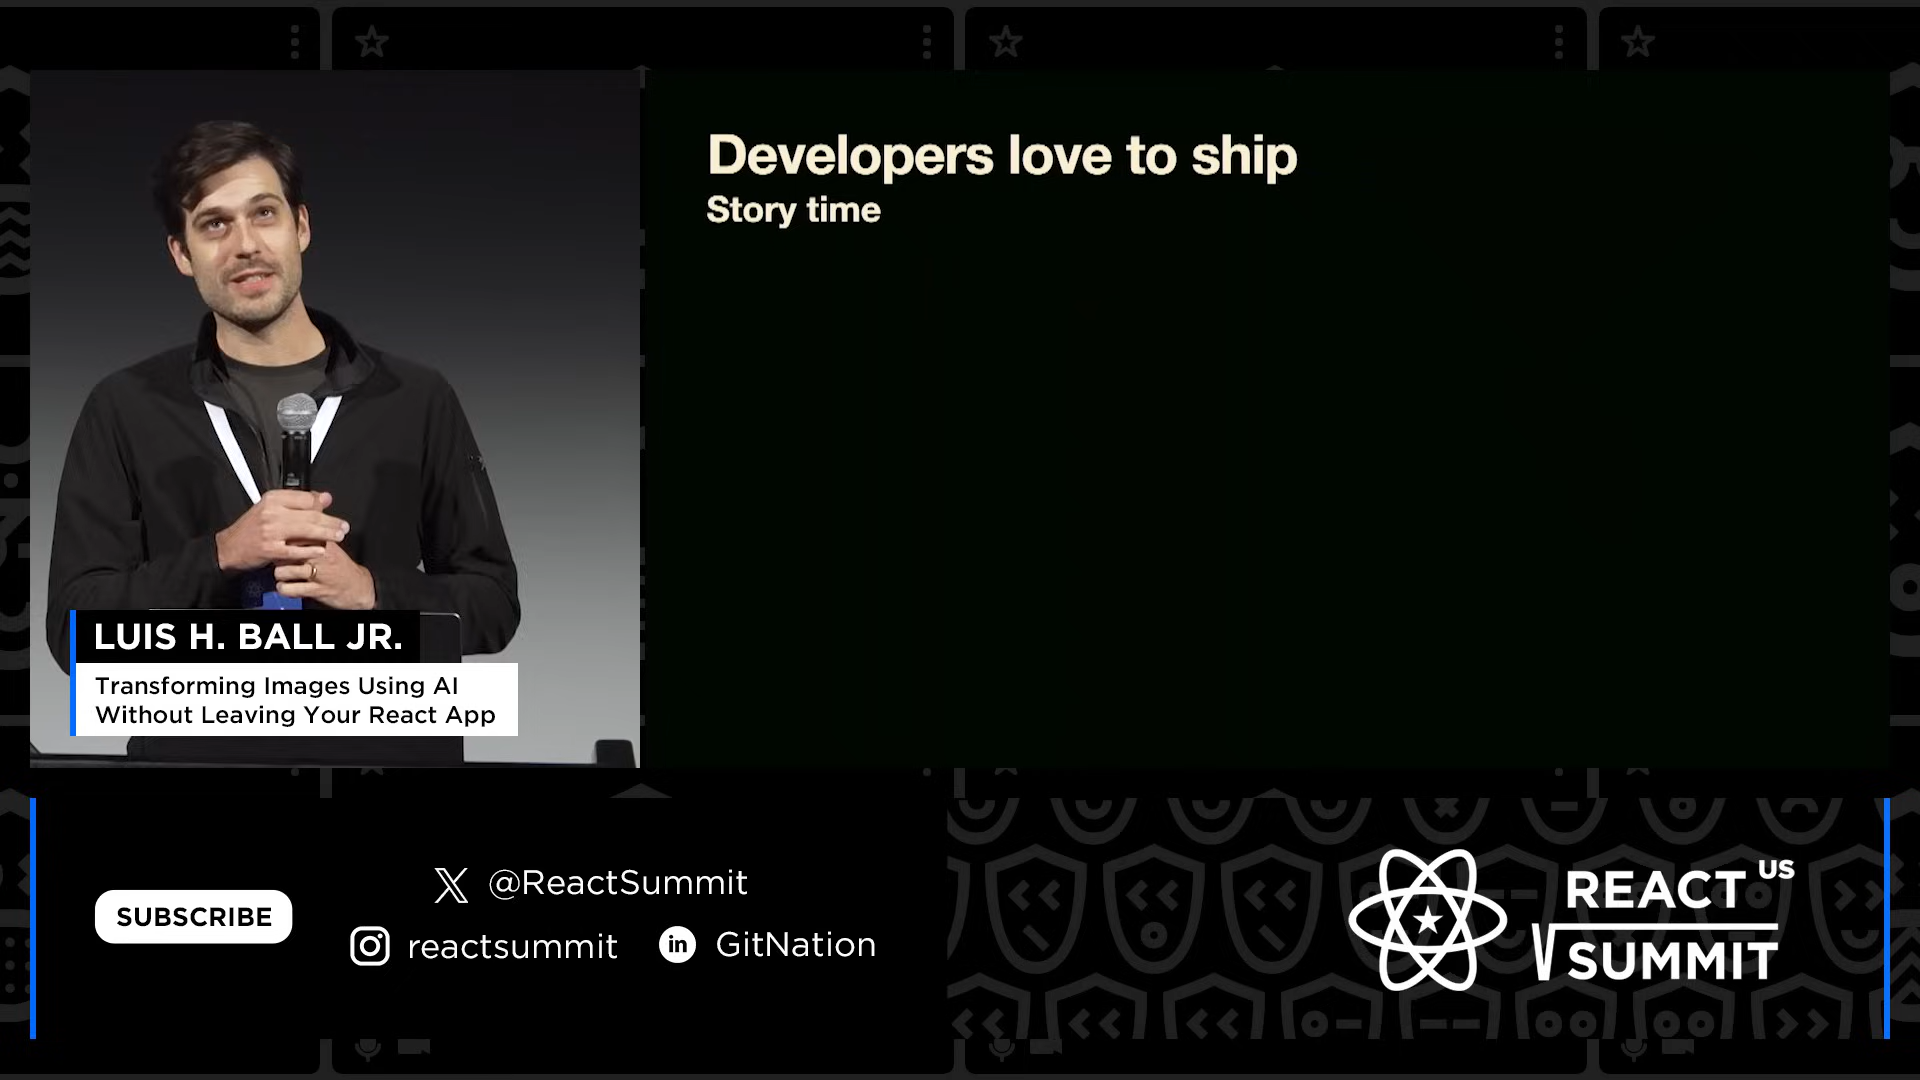 Developers love to ship
Story time
LUIS H. BALL JR.
Transforming Images Using AI
Without Leaving Your React App
SUBSCRIBE
@ReactSummit
reactsummit
in GitNation
REACT US
SUMMIT